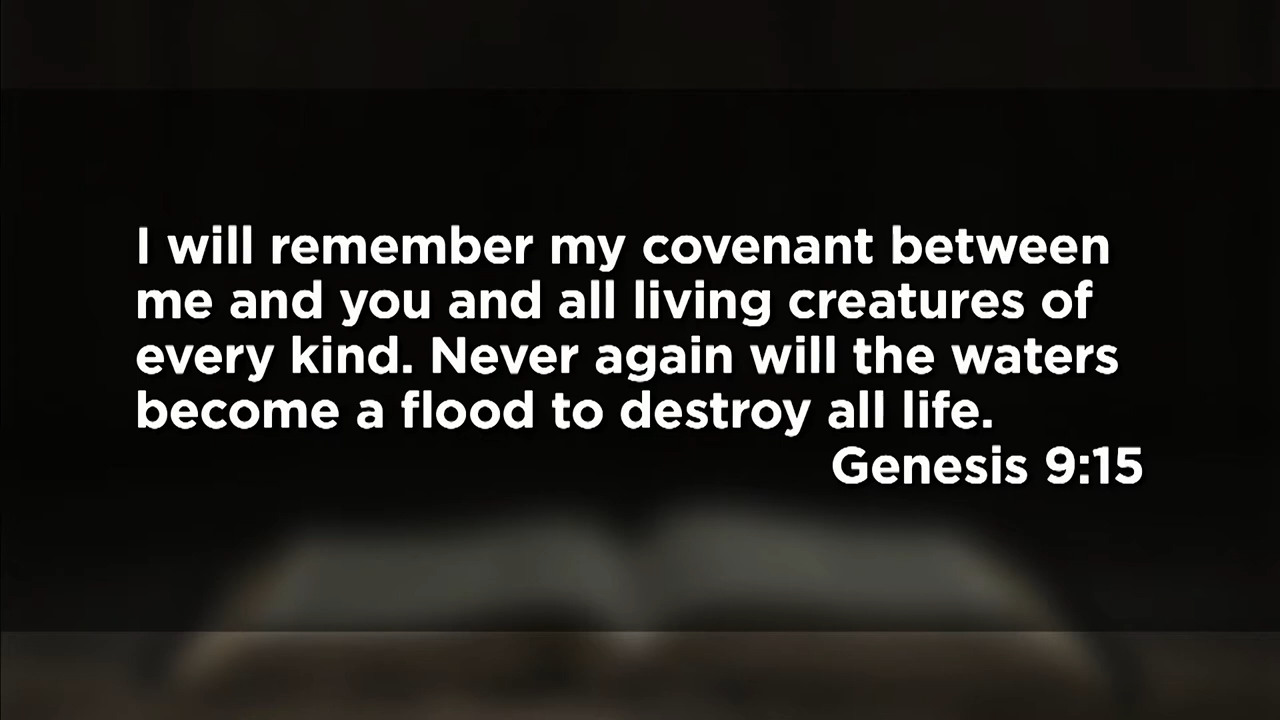 I will remember my covenant between
me and you and all living creatures of
every kind. Never again will the waters
become a flood to destroy all life.
Genesis 9:15